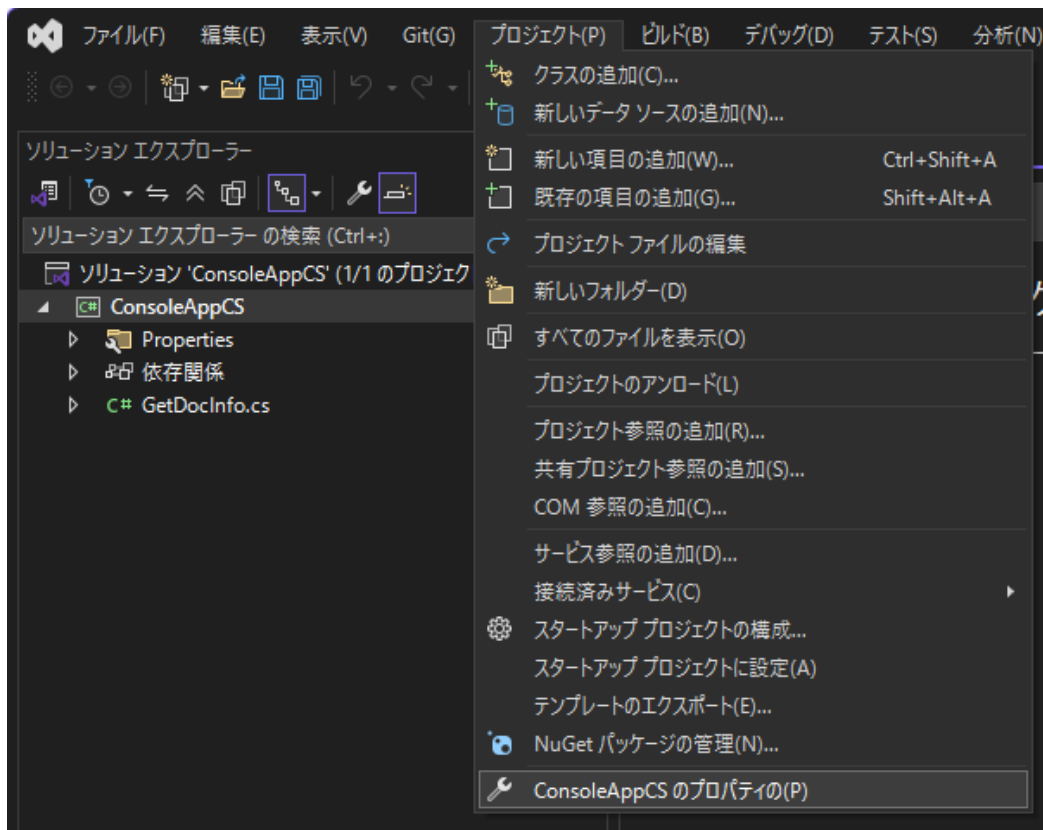 ファイル(F) 編集(E) 表示(V) Git(G) プロジェクト(P) ビルド(B) デバッグ(D) テスト(S) 分析(N)
ソリューション エクスプローラー
ソリューション エクスプローラー の検索 (Ctrl+:)
ソリューション 'ConsoleAppCS' (1/1 のプロジェク
C# ConsoleAppCS
Properties
依存関係
C# GetDocInfo.cs
クラスの追加(C)...
新しいデータ ソースの追加(N)...
新しい項目の追加(W)... Ctrl+Shift+A
既存の項目の追加(G)... Shift+Alt+A
プロジェクト ファイルの編集
新しいフォルダー(D)
すべてのファイルを表示(O)
プロジェクトのアンロード(L)
プロジェクト参照の追加(R)...
共有プロジェクト参照の追加(S)...
COM 参照の追加(C)...
サービス参照の追加(D)...
接続済みサービス(C)
スタートアップ プロジェクトの構成...
スタートアップ プロジェクトに設定(A)
テンプレートのエクスポート(E)...
NuGet パッケージの管理(N)...
ConsoleAppCS のプロパティの(P)